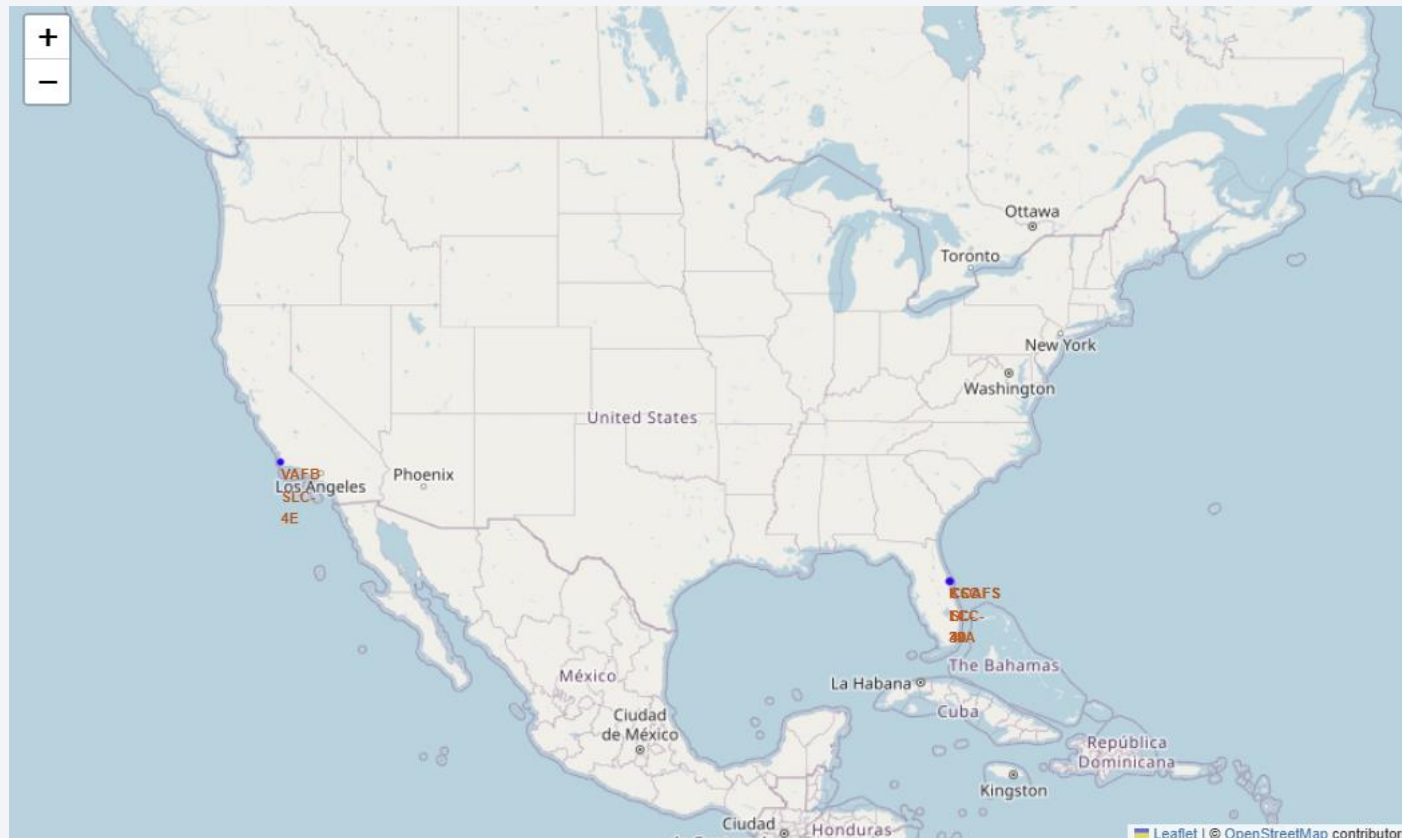 +
−
Ottawa
Toronto
New York
Washington
United States
VAFB
SLC-
4E
Los Angeles
Phoenix
The Bahamas
La Habana
Cuba
México
Ciudad
de México
República
Dominicana
Kingston
Ciudad
Honduras
Leaflet | © OpenStreetMap contributor